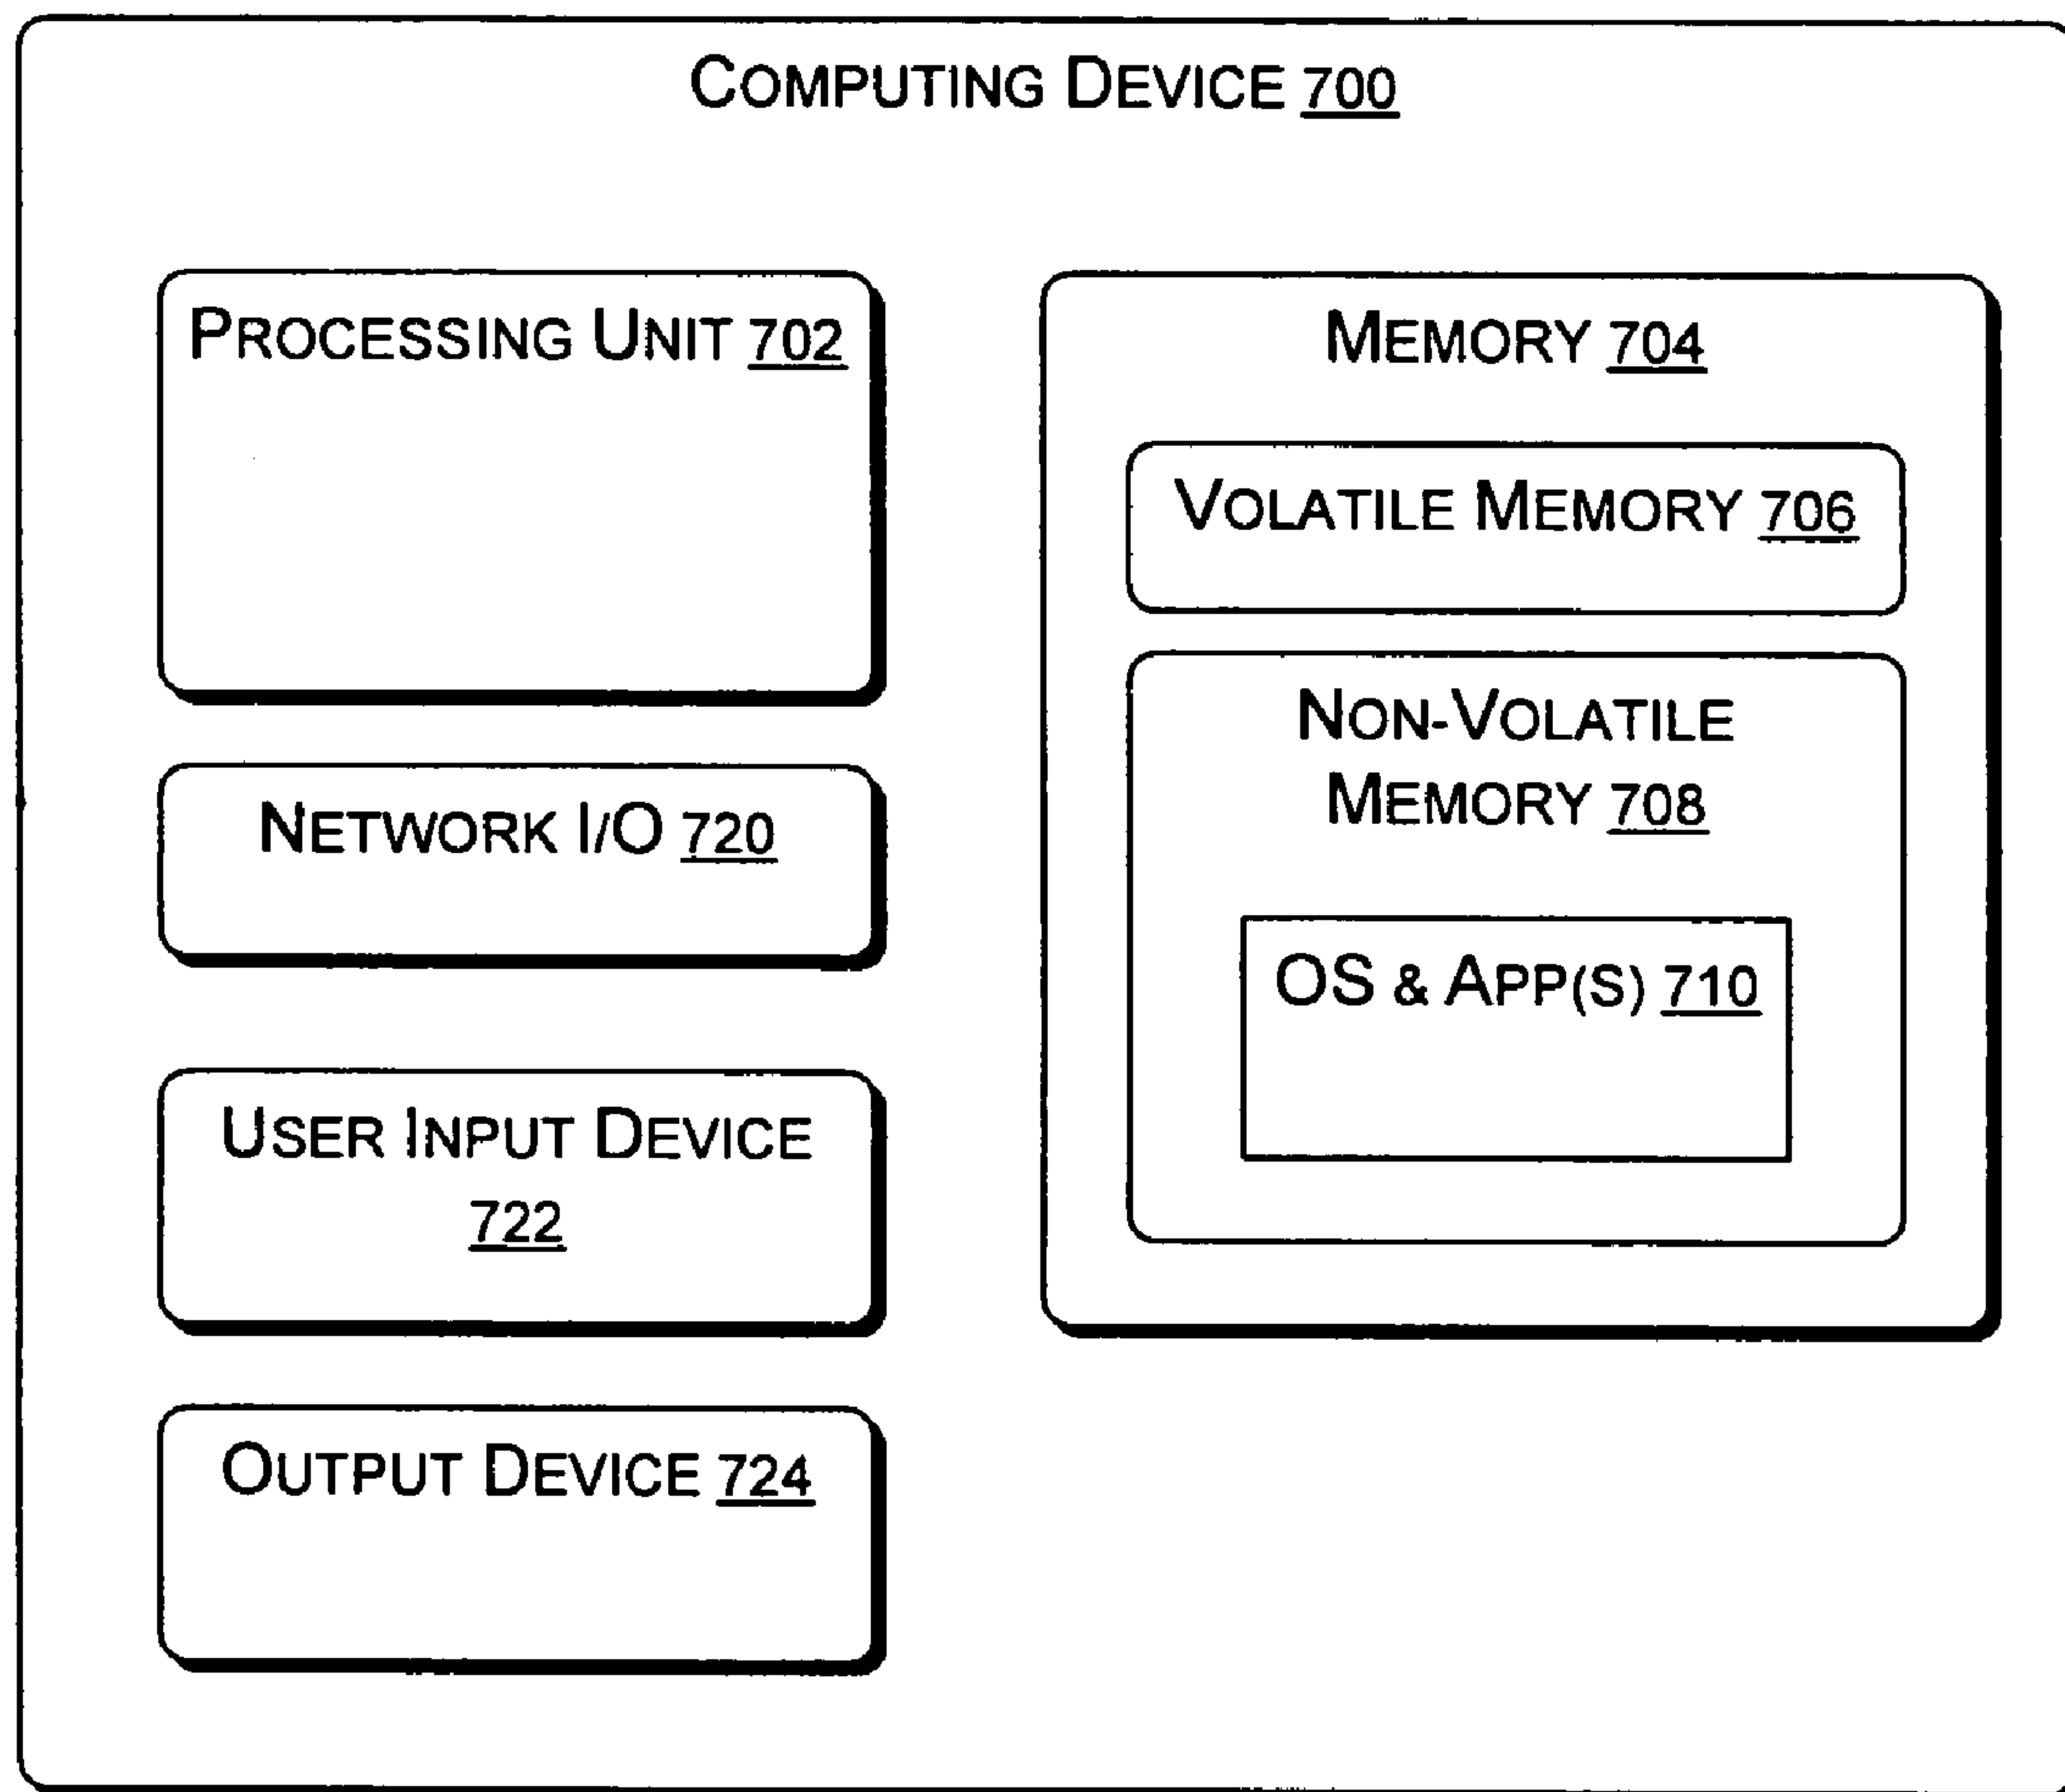 COMPUTING DEVICE 700
PROCESSING UNIT 702
NETWORK I/O 720
USER INPUT DEVICE
722
OUTPUT DEVICE 724
MEMORY 704
VOLATILE MEMORY 706
NON-VOLATILE
MEMORY 708
OS & APP(S) 710